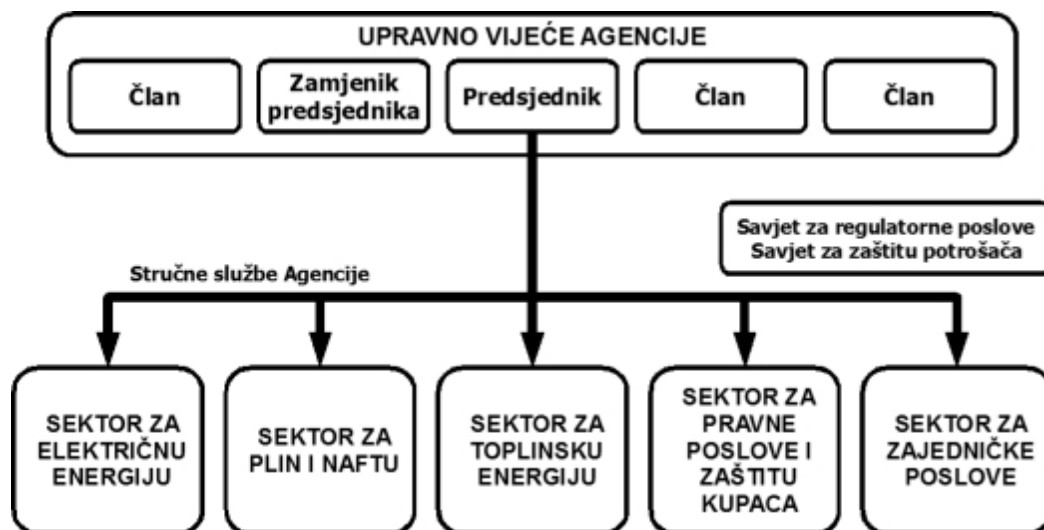 UPRAVNO VIJEĆE AGENCIJE
Član
Zamjenik
predsjednika
Predsjednik
Član
Član
Savjet za regulatorne poslove
Savjet za zaštitu potrošača
Stručne službe Agencije
SEKTOR ZA
ELEKTRIČNU
ENERGIJU
SEKTOR ZA
PLIN I NAFTU
SEKTOR ZA
TOPLINSKU
ENERGIJU
SEKTOR ZA
PRAVNE
POSLOVE I
ZAŠTITU
KUPACA
SEKTOR ZA
ZAJEDNIČKE
POSLOVE